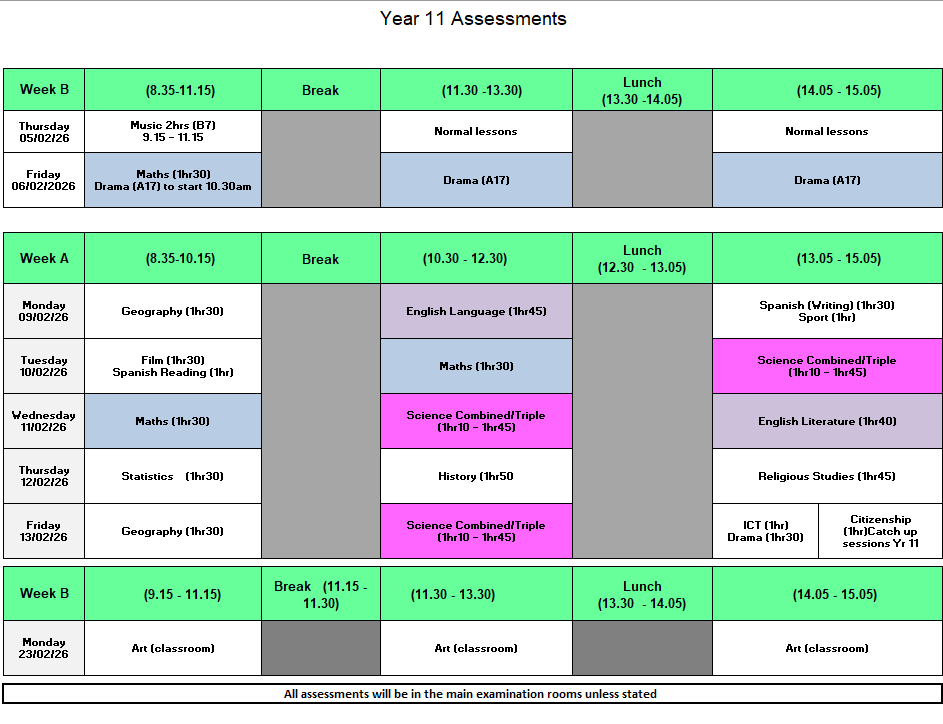 Year 11 Assessments
Week B
(8.35-11.15)
Break
(11.30 -13.30)
Lunch
(13.30 -14.05)
(14.05 - 15.05)
Thursday
05/02/26
Music 2hrs (B7)
9.15 – 11.15
Normal lessons
Normal lessons
Friday
06/02/2026
Maths (1hr30)
Drama (A17) to start 10.30am
Drama (A17)
Drama (A17)
Week A
(8.35-10.15)
Break
(10.30 - 12.30)
Lunch
(12.30 - 13.05)
(13.05 - 15.05)
Monday
09/02/26
Geography (1hr30)
English Language (1hr45)
Spanish (Writing) (1hr30)
Sport (1hr)
Tuesday
10/02/26
Film (1hr30)
Spanish Reading (1hr)
Maths (1hr30)
Science Combined/Triple
(1hr10 – 1hr45)
Wednesday
11/02/26
Maths (1hr30)
Science Combined/Triple
(1hr10 – 1hr45)
English Literature (1hr40)
Thursday
12/02/26
Statistics (1hr30)
History (1hr50
Religious Studies (1hr45)
Friday
13/02/26
Geography (1hr30)
Science Combined/Triple
(1hr10 – 1hr45)
ICT (1hr)
Drama (1hr30)
Citizenship
(1hr)Catch up
sessions Yr 11
Week B
(9.15 - 11.15)
Break (11.15 -
11.30)
(11.30 - 13.30)
Lunch
(13.30 - 14.05)
(14.05 - 15.05)
Monday
23/02/26
Art (classroom)
Art (classroom)
Art (classroom)
All assessments will be in the main examination rooms unless stated